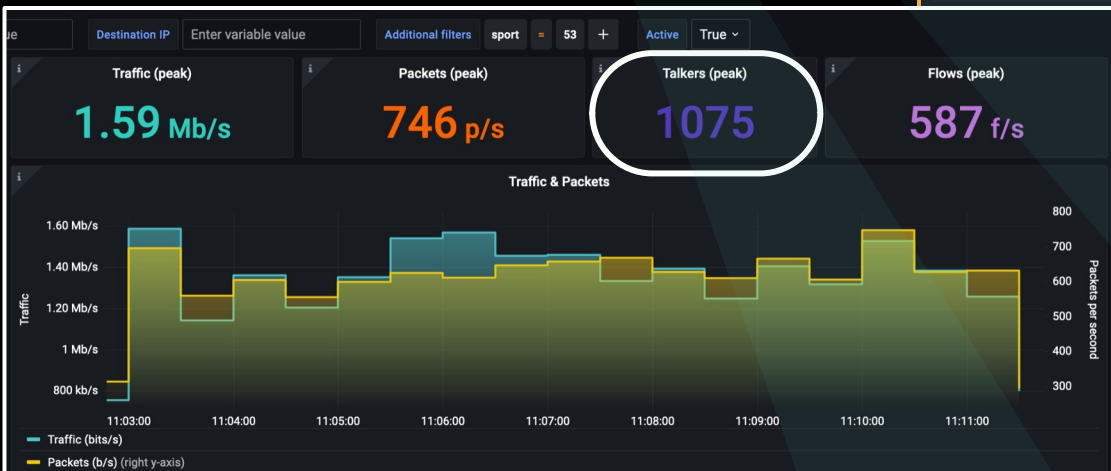 ue Destination IP Enter variable value Additional filters sport = 53 + Active True
Traffic (peak) Packets (peak) Talkers (peak) Flows (peak)
1.59 Mb/s 746 p/s 1075 587 f/s
Traffic & Packets
1.60 Mb/s
1.40 Mb/s
1.20 Mb/s
1 Mb/s
800 kb/s
Traffic
800
700
600
500
400
300
Packets per second
11:03:00 11:04:00 11:05:00 11:06:00 11:07:00 11:08:00 11:09:00 11:10:00 11:11:00
Traffic (bits/s)
Packets (b/s) (right y-axis)